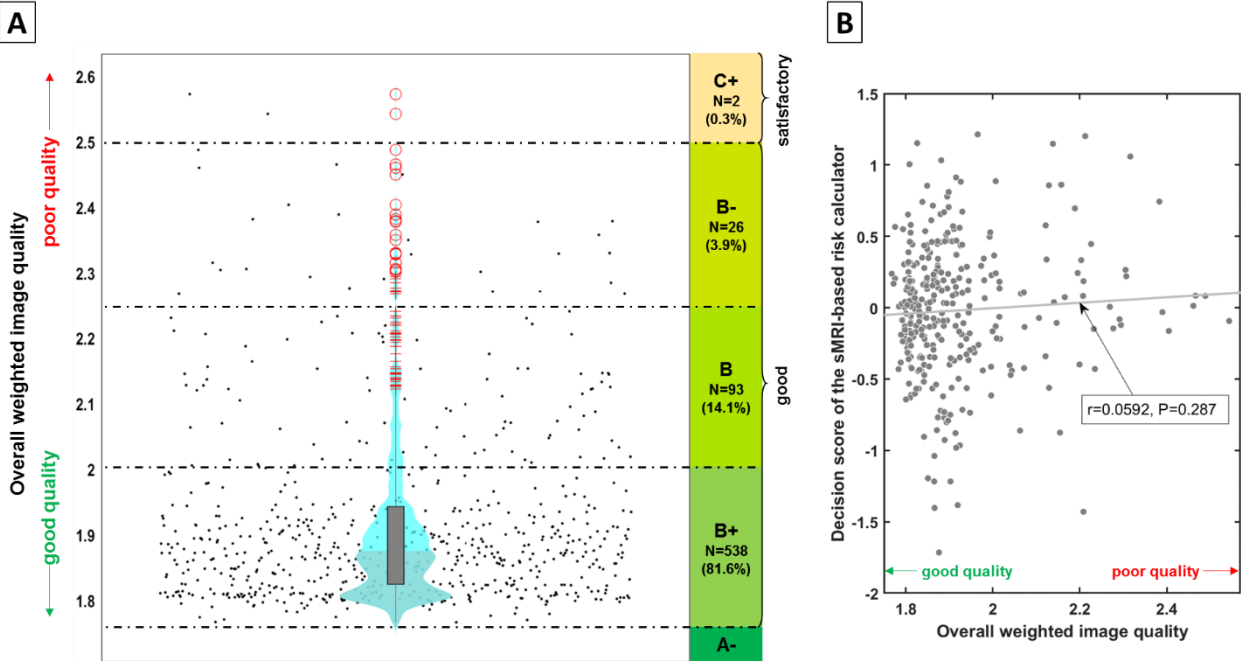 A
Overall weighted image quality
poor quality
good quality
2.6
2.5
2.4
2.3
2.2
2.1
2
1.9
1.8
C+
N=2
(0.3%)
B-
N=26
(3.9%)
B
N=93
(14.1%)
B+
N=538
(81.6%)
A-
satisfactory
good
B
Decision score of the sMRI-based risk calculator
1.5
1
0.5
0
-0.5
-1
-1.5
-2
r=0.0592, P=0.287
good quality
poor quality
1.8
2
2.2
2.4
Overall weighted image quality